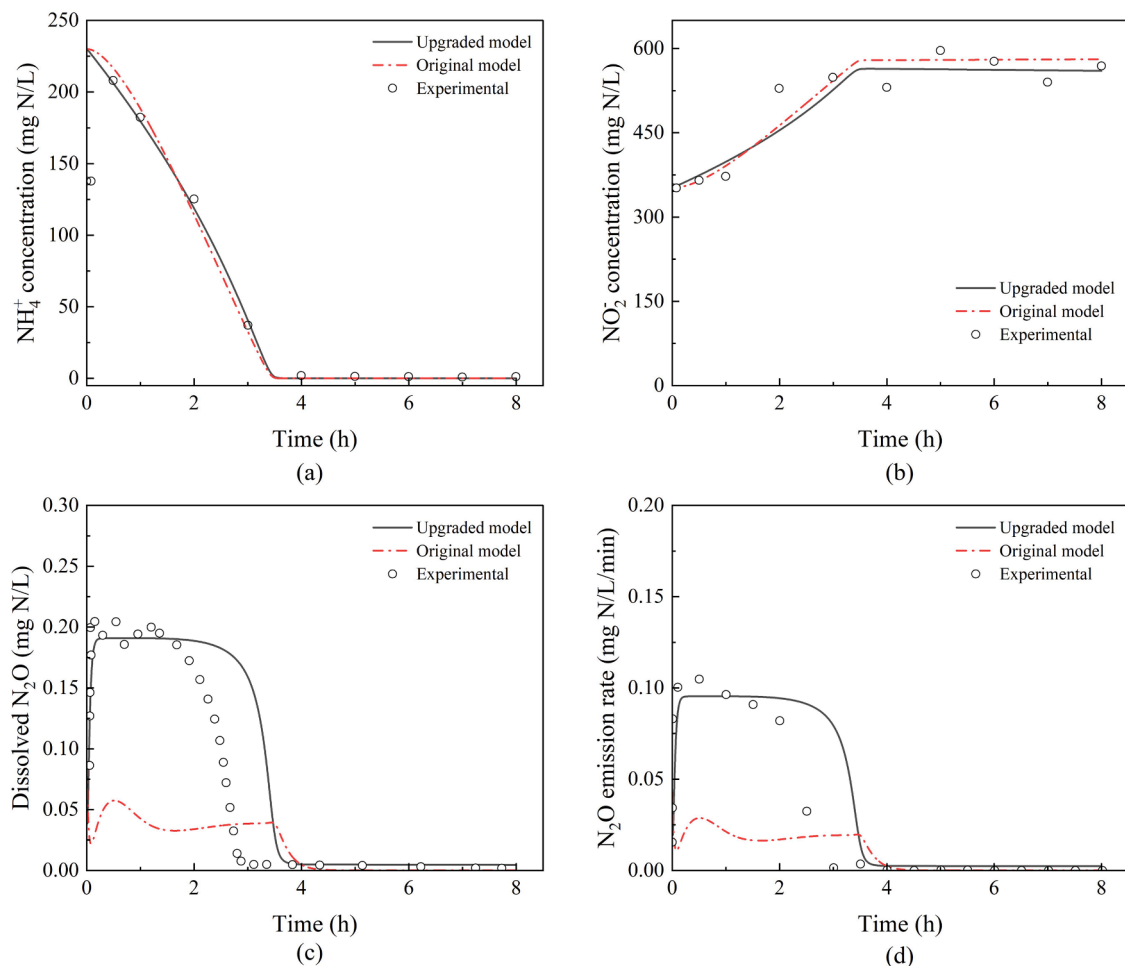 250
200
150
100
50
0
NH₄⁺ concentration (mg N/L)
Upgraded model
Original model
Experimental
0 2 4 6 8
Time (h)
(a)
600
450
300
150
0
NO₂⁻ concentration (mg N/L)
Upgraded model
Original model
Experimental
0 2 4 6 8
Time (h)
(b)
0.30
0.25
0.20
0.15
0.10
0.05
0.00
Dissolved N₂O (mg N/L)
Upgraded model
Original model
Experimental
0 2 4 6 8
Time (h)
(c)
0.20
0.15
0.10
0.05
0.00
N₂O emission rate (mg N/L/min)
Upgraded model
Original model
Experimental
0 2 4 6 8
Time (h)
(d)